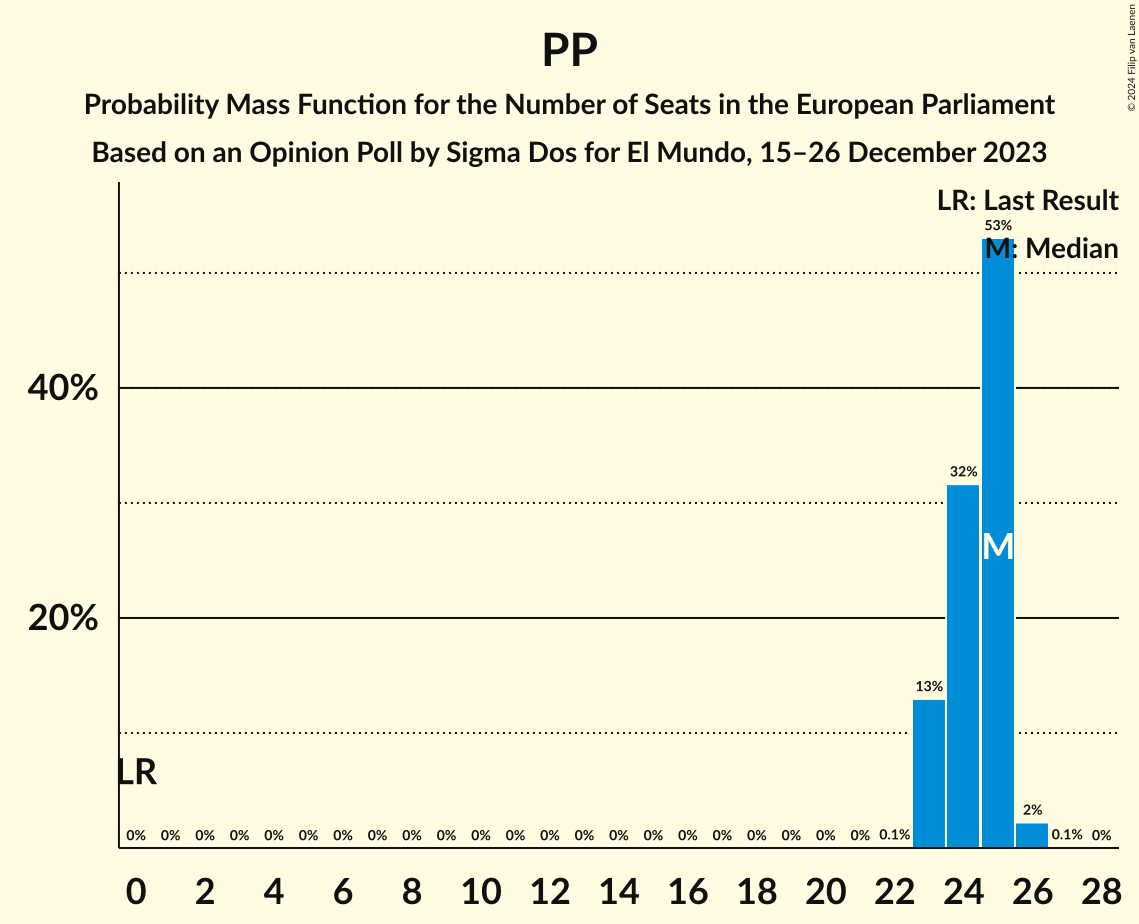 PP
Probability Mass Function for the Number of Seats in the European Parliament
Based on an Opinion Poll by Sigma Dos for El Mundo, 15–26 December 2023
© 2024 Filip van Laenen
LR: Last Result
M: Median
53%
40%
32%
M
20%
13%
LR
2%
0% 0% 0% 0% 0% 0% 0% 0% 0% 0% 0% 0% 0% 0% 0% 0% 0% 0% 0% 0% 0% 0% 0.1% 0.1% 0%
0 2 4 6 8 10 12 14 16 18 20 22 24 26 28